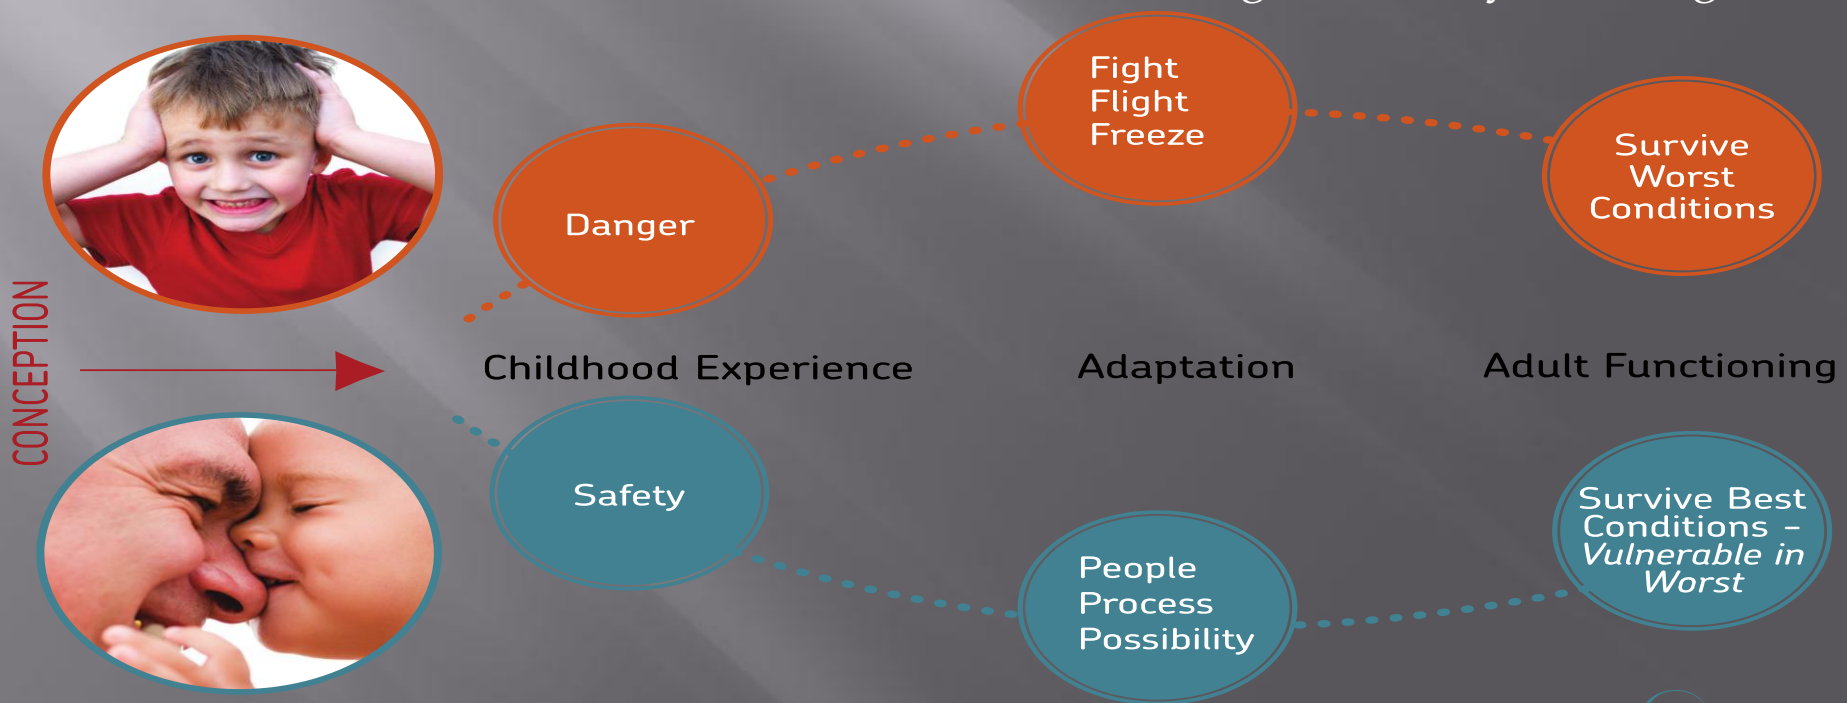 Fight
Flight
Freeze
Survive
Worst
Conditions
Danger
CONCEPTION
Childhood Experience
Adaptation
Adult Functioning
Safety
People
Process
Possibility
Survive Best
Conditions –
Vulnerable in
Worst